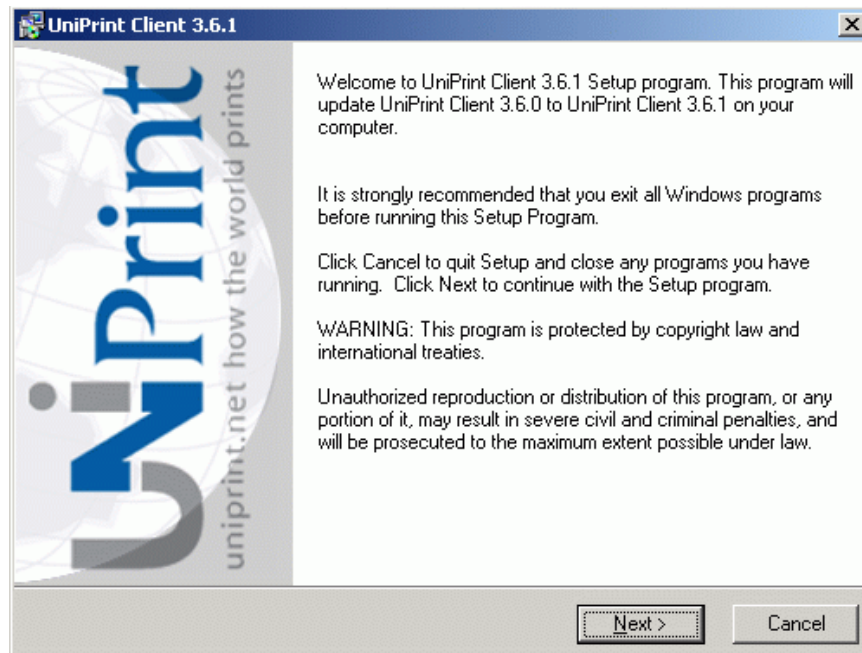 UniPrint Client 3.6.1
UniPrint
uniprint.net how the world prints
Welcome to UniPrint Client 3.6.1 Setup program. This program will
update UniPrint Client 3.6.0 to UniPrint Client 3.6.1 on your
computer.
It is strongly recommended that you exit all Windows programs
before running this Setup Program.
Click Cancel to quit Setup and close any programs you have
running.  Click Next to continue with the Setup program.
WARNING: This program is protected by copyright law and
international treaties.
Unauthorized reproduction or distribution of this program, or any
portion of it, may result in severe civil and criminal penalties, and
will be prosecuted to the maximum extent possible under law.
Next >
Cancel